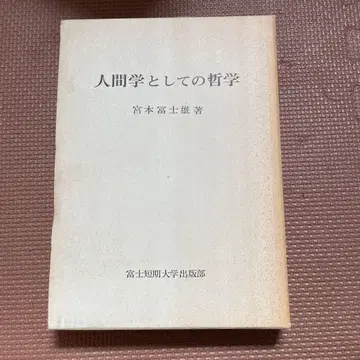 人間学としての哲学
宮本冨士雄著
富士短期大学出版部